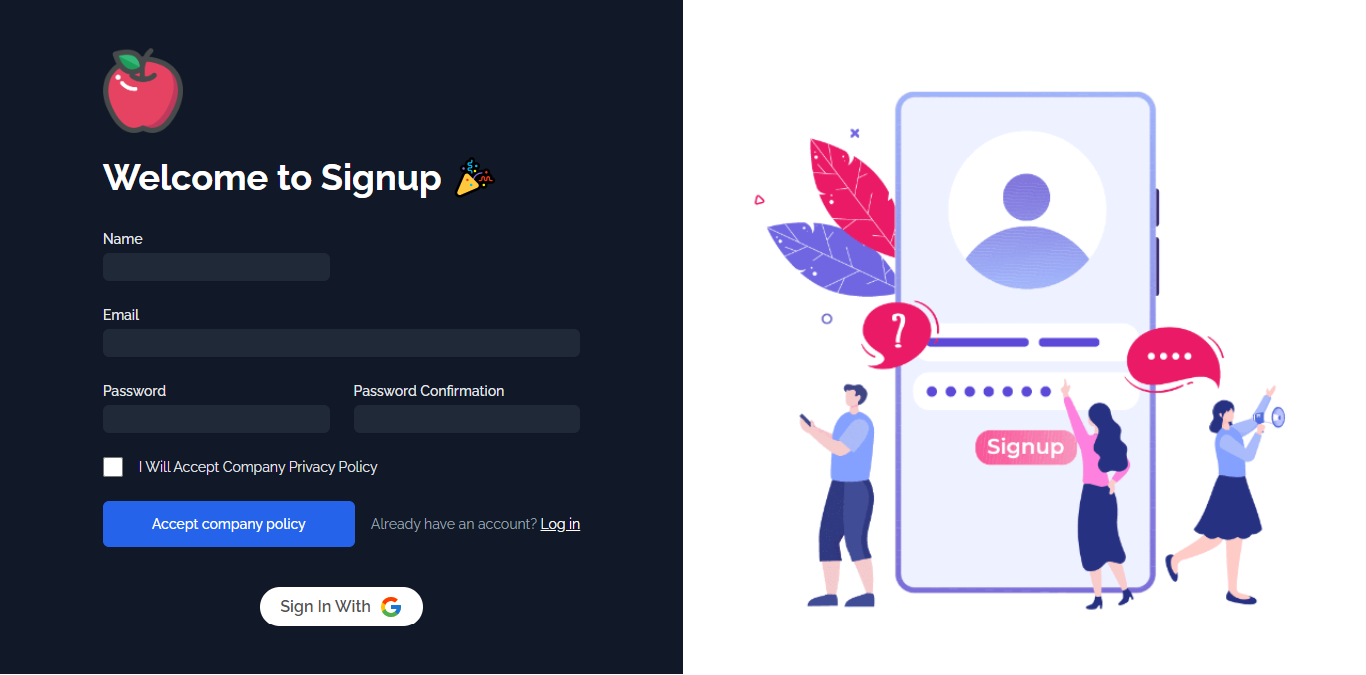 Welcome to Signup 🎉
Name
Email
Password Password Confirmation
I Will Accept Company Privacy Policy
Accept company policy Already have an account? Log in
Sign In With G
?
Signup